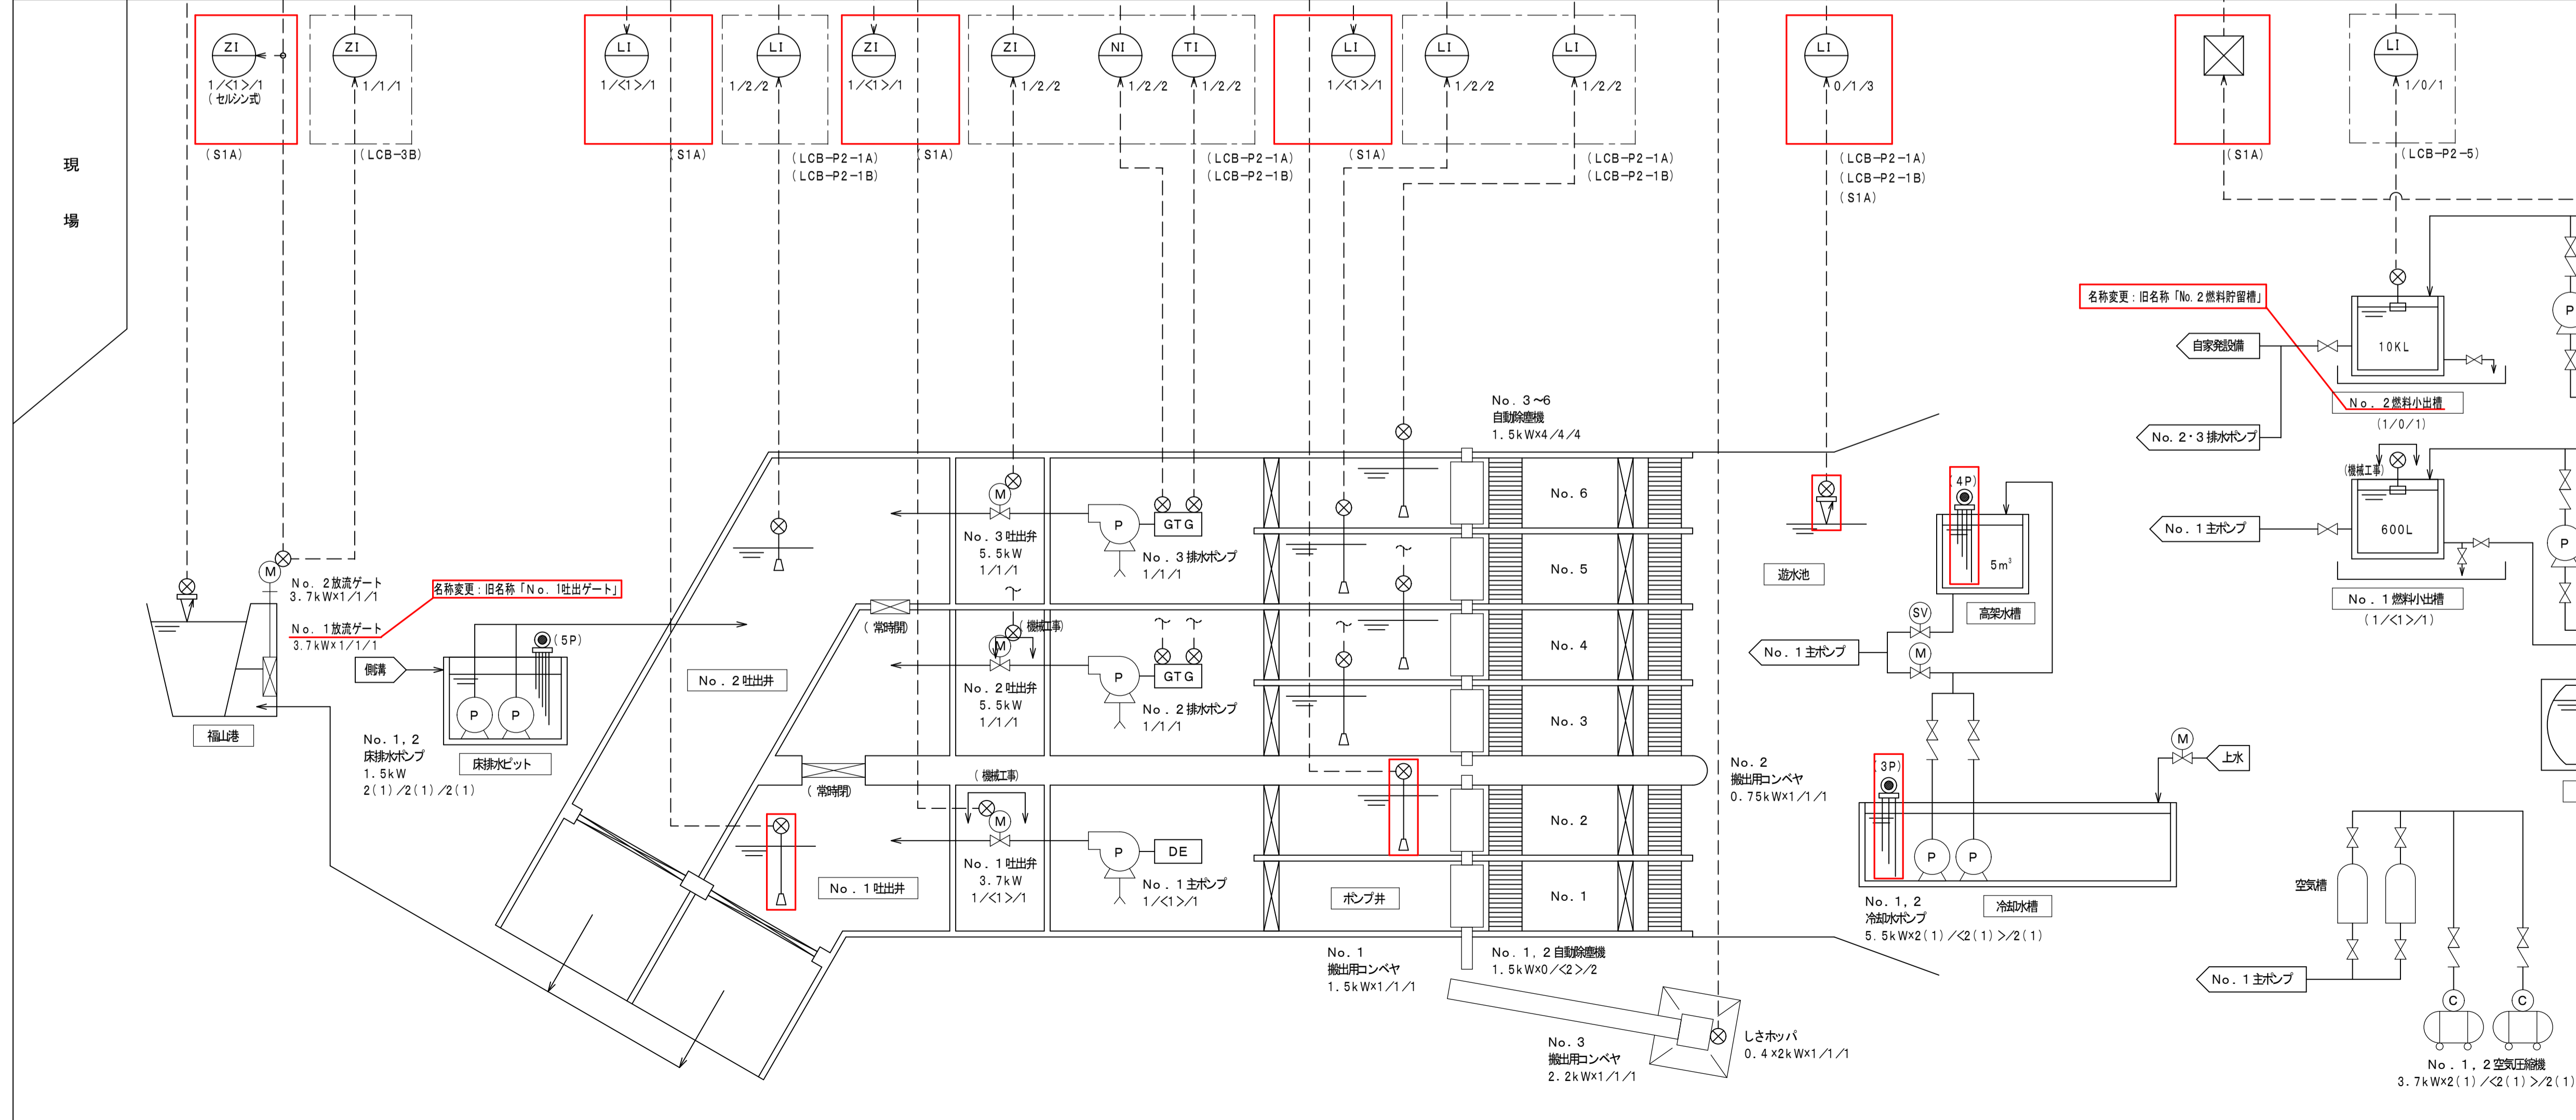 ZI
1/<1>/1
(セルシン式)
(S1A)
ZI
1/1/1
(LCB-3B)
LI
1/<1>/1
(S1A)
LI
1/2/2
(LCB-P2-1A)
(LCB-P2-1B)
ZI
1/<1>/1
(S1A)
ZI
1/2/2
NI
1/2/2
TI
1/2/2
(LCB-P2-1A)
(LCB-P2-1B)
LI
1/<1>/1
(S1A)
LI
1/2/2
LI
1/2/2
(LCB-P2-1A)
(LCB-P2-1B)
LI
0/1/3
(LCB-P2-1A)
(LCB-P2-1B)
(S1A)
(S1A)
LI
1/0/1
(LCB-P2-5)
現
場
名称変更:旧名称「No.2燃料貯留槽」
自家発設備
10KL
No.2燃料小出槽
(1/0/1)
No.2・3排水ポンプ
(機械工事)
No.1主ポンプ
600L
No.1燃料小出槽
(1/<1>/1)
P
P
No.3~6
自動除塵機
1.5kW×4/4/4
M
No.3吐出弁
5.5kW
1/1/1
P
GTG
No.3排水ポンプ
1/1/1
No.6
No.5
No.4
No.3
No.2
No.1
遊水池
(4P)
5m³
高架水槽
SV
M
No.1主ポンプ
M
No.2放流ゲート
3.7kW×1/1/1
名称変更:旧名称「No.1吐出ゲート」
No.1放流ゲート
3.7kW×1/1/1
側溝
(5P)
P
P
福山港
No.1,2
床排水ポンプ
1.5kW
2(1)/2(1)/2(1)
床排水ピット
No.2吐出井
(常時開)
(機械工事)
M
No.2吐出弁
5.5kW
1/1/1
P
GTG
No.2排水ポンプ
1/1/1
(常時閉)
(機械工事)
M
No.1吐出弁
3.7kW
1/<1>/1
P
DE
No.1主ポンプ
1/<1>/1
No.1吐出井
ポンプ井
No.2
搬出用コンベヤ
0.75kW×1/1/1
(3P)
P
P
M
上水
No.1,2
冷却水ポンプ
5.5kW×2(1)/<2(1)>/2(1)
冷却水槽
空気槽
No.1主ポンプ
C
C
No.1,2空気圧縮機
3.7kW×2(1)/<2(1)>/2(1)
No.1
搬出用コンベヤ
1.5kW×1/1/1
No.1,2自動除塵機
1.5kW×0/<2>/2
No.3
搬出用コンベヤ
2.2kW×1/1/1
しさホッパ
0.4×2kW×1/1/1